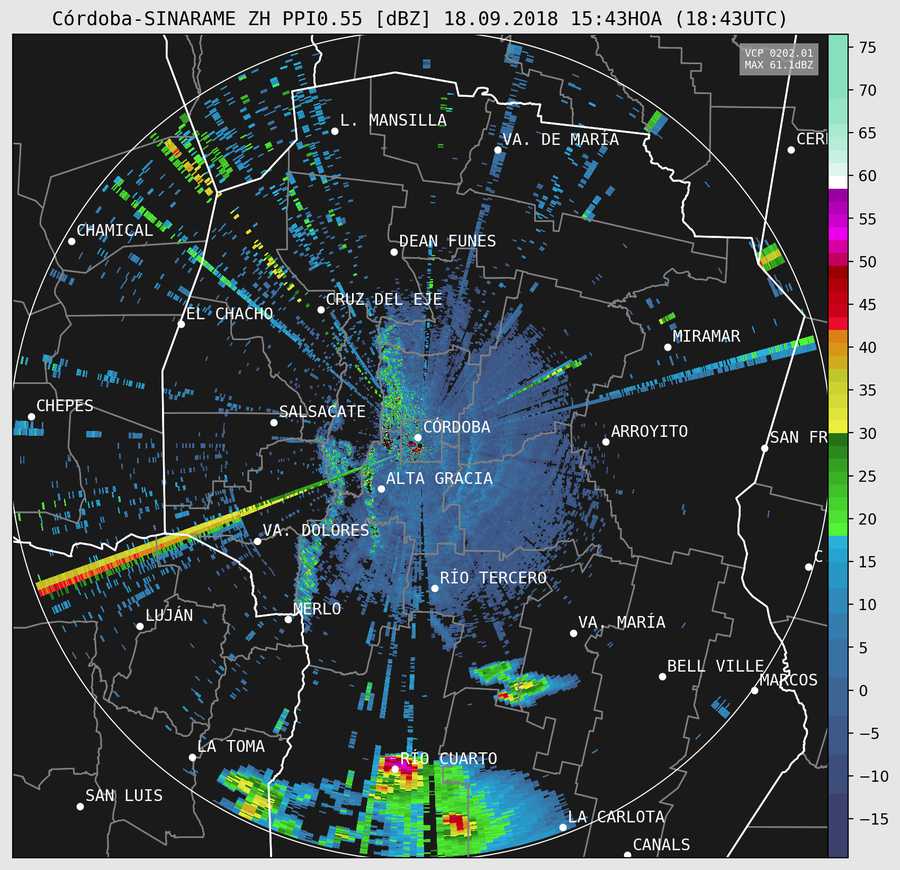 Córdoba-SINARAME ZH PPI0.55 [dBZ] 18.09.2018 15:43HOA (18:43UTC)
VCP 0202.01
MAX 61.1dBZ
L. MANSILLA
VA. DE MARÍA
CER
CHAMICAL
DEAN FUNES
EL CHACHO
CRUZ DEL EJE
MIRAMAR
CHEPES
SALSACATE
CÓRDOBA
ARROYITO
SAN FR
ALTA GRACIA
VA. DOLORES
C
RÍO TERCERO
LUJÁN
MERLO
VA. MARÍA
BELL VILLE
MARCOS
LA TOMA
RÍO CUARTO
SAN LUIS
LA CARLOTA
CANALS
75
70
65
60
55
50
45
40
35
30
25
20
15
10
5
0
−5
−10
−15